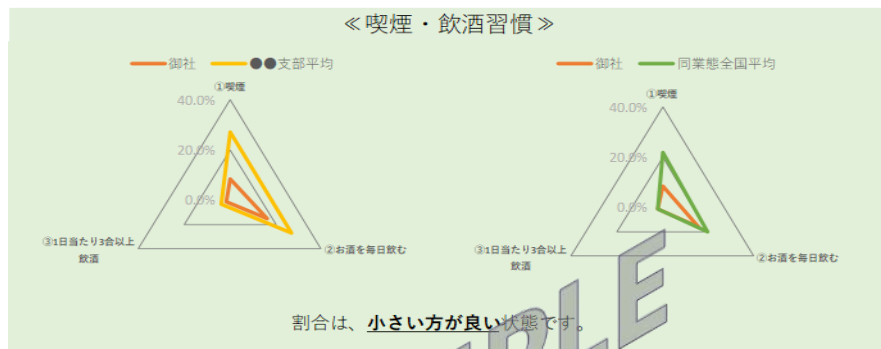 ≪喫煙・飲酒習慣≫
御社 ●●支部平均
①喫煙
40.0%
20.0%
0.0%
③1日当たり3合以上
飲酒
②お酒を毎日飲む
御社 同業態全国平均
①喫煙
40.0%
20.0%
0.0%
③1日当たり3合以上
飲酒
②お酒を毎日飲む
割合は、小さい方が良い状態です。